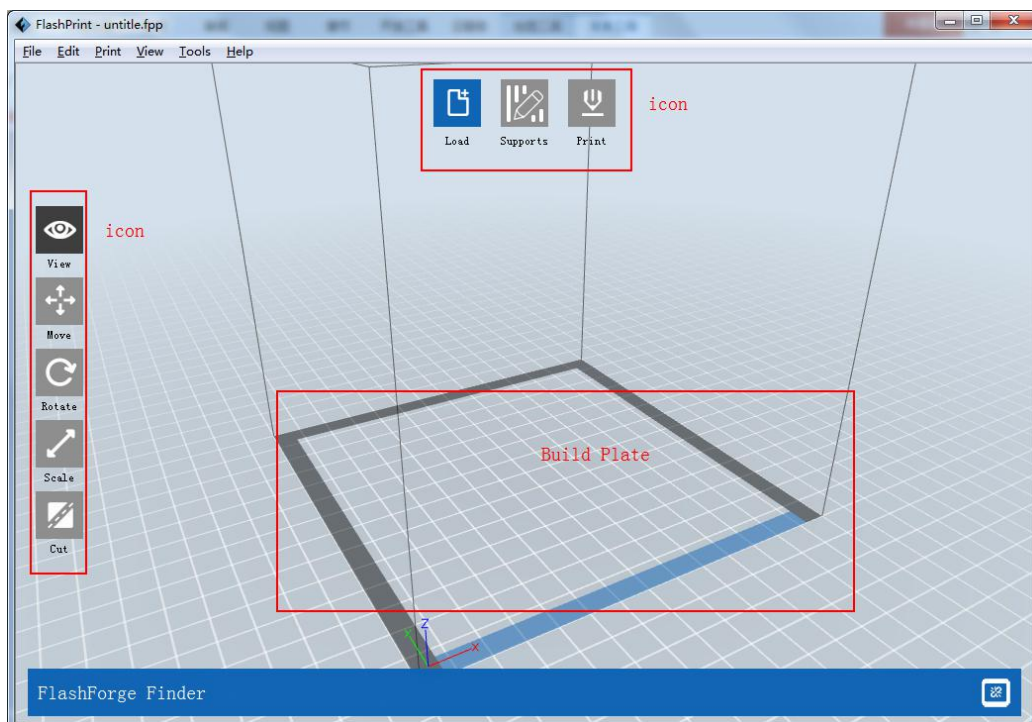 FlashPrint - untitle.fpp
File Edit Print View Tools Help
icon
Load Supports Print
icon
View
Move
Rotate
Scale
Cut
Build Plate
Z
Y
X
FlashForge Finder